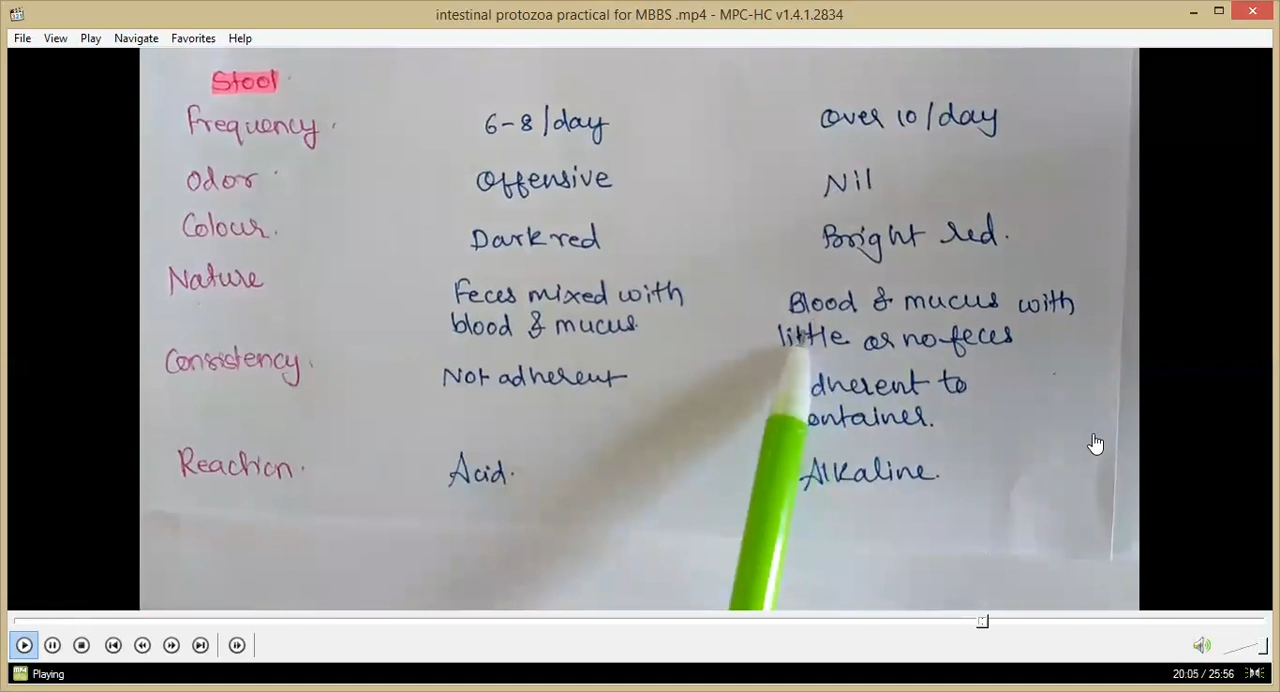 intestinal protozoa practical for MBBS .mp4 - MPC-HC v1.4.1.2834
File View Play Navigate Favorites Help
Stool
Frequency. 6-8/day Over 10/day
Odor Offensive Nil
Colour. Dark red Bright red.
Nature Feces mixed with Blood & mucus with
blood & mucus. little or no feces
Consistency. Not adherent dherent to
ontainer.
Reaction. Acid. Alkaline.
Playing 20:05 / 25:56